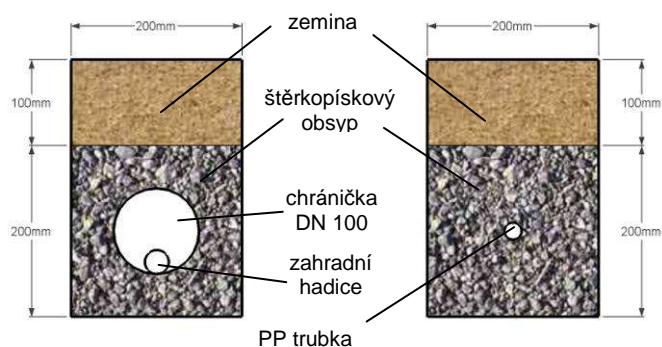 200mm
zemina
200mm
100mm
štěrkopískový
obsyp
100mm
chránička
DN 100
200mm
200mm
zahradní
hadice
PP trubka